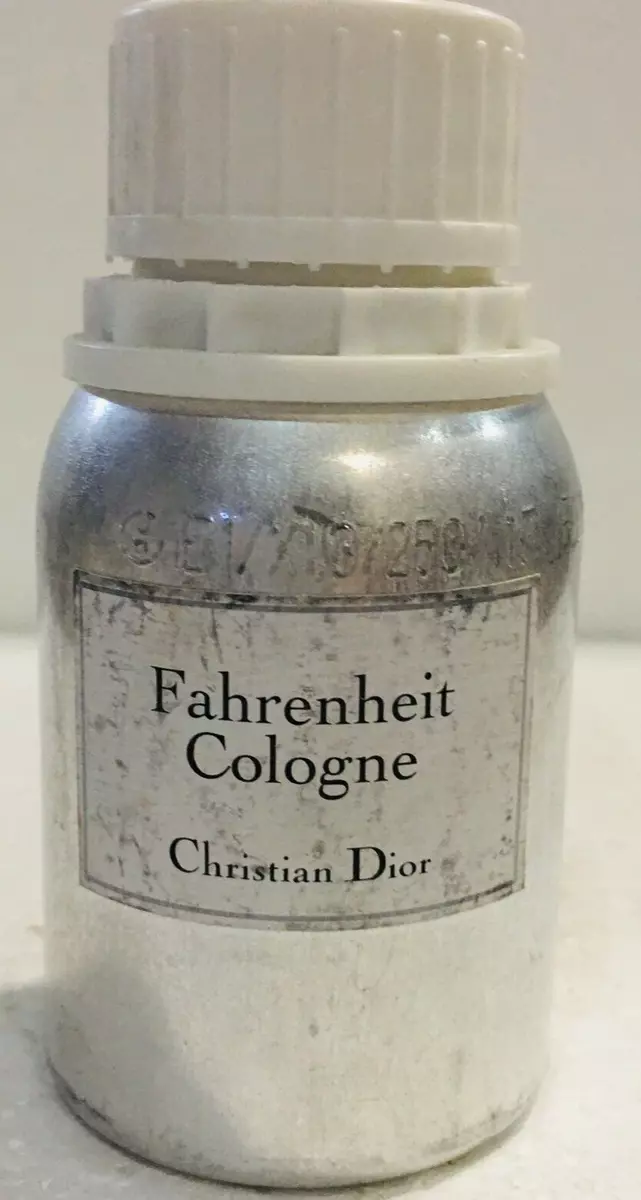 Fahrenheit
Cologne
Christian Dior